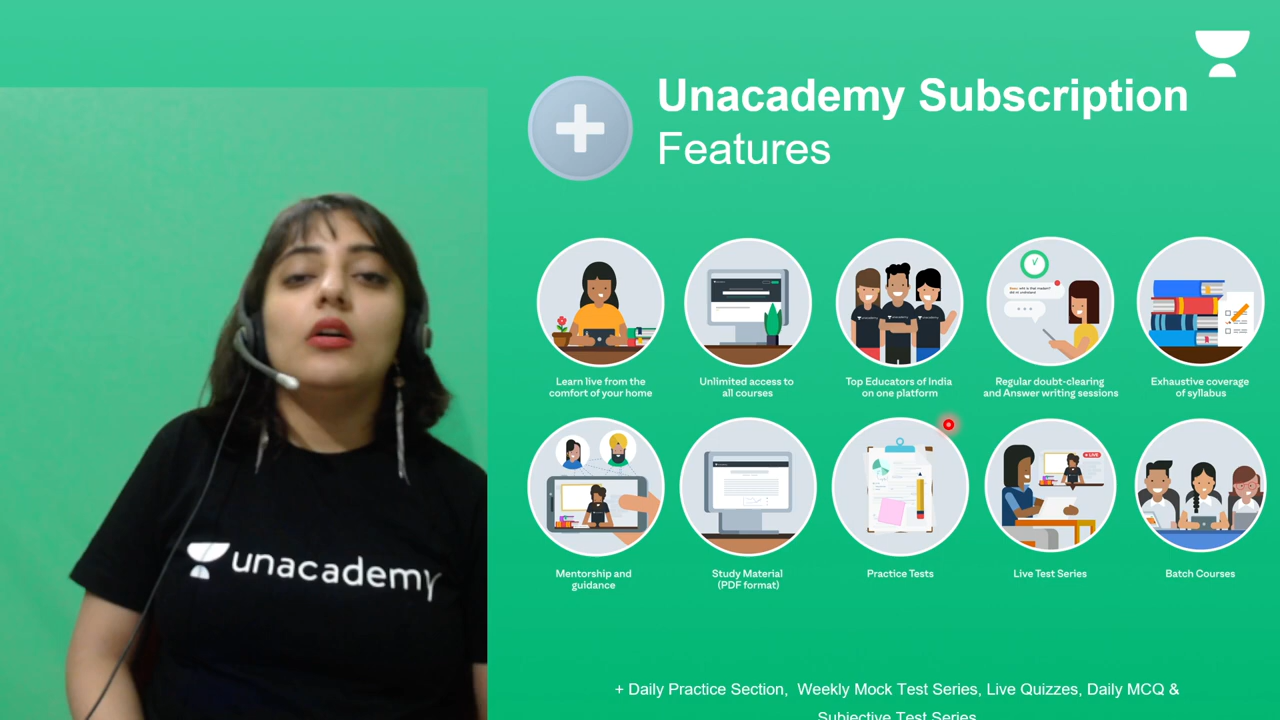 Unacademy Subscription
Features
Learn live from the
comfort of your home
Unlimited access to
all courses
Top Educators of India
on one platform
Regular doubt-clearing
and Answer writing sessions
Exhaustive coverage
of syllabus
LIVE
Mentorship and
guidance
Study Material
(PDF format)
Practice Tests
Live Test Series
Batch Courses
unacademy
+ Daily Practice Section, Weekly Mock Test Series, Live Quizzes, Daily MCQ &
Subjective Test Series